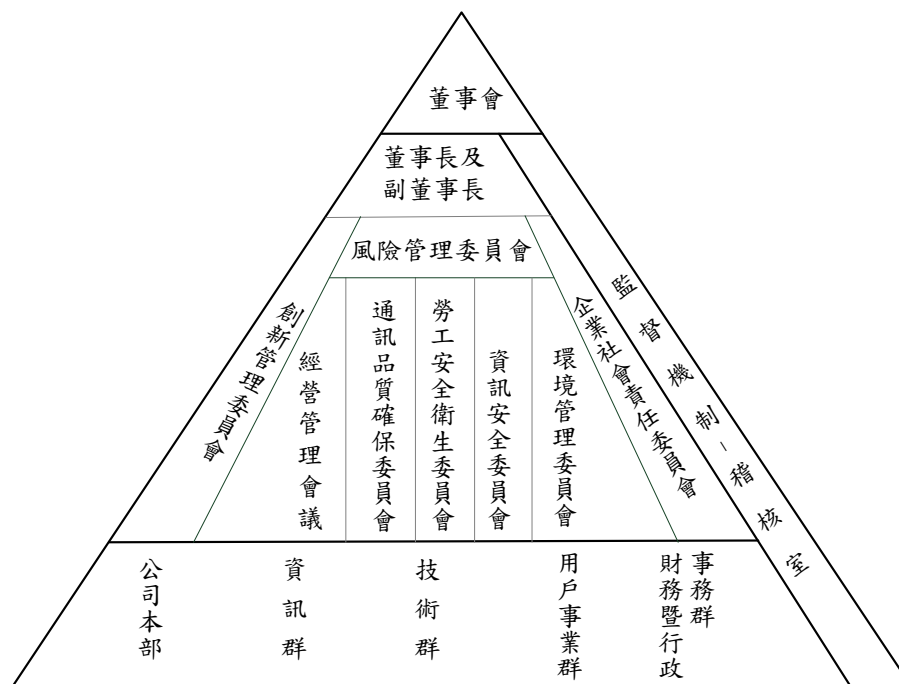 董事會
董事長及
副董事長
風險管理委員會
創新管理委員會
經營管理會議
通訊品質確保委員會
勞工安全衛生委員會
資訊安全委員會
環境管理委員會
企業社會責任委員會
監督機制-稽核室
公司本部
資訊群
技術群
用戶事業群
財務暨行政
事務群